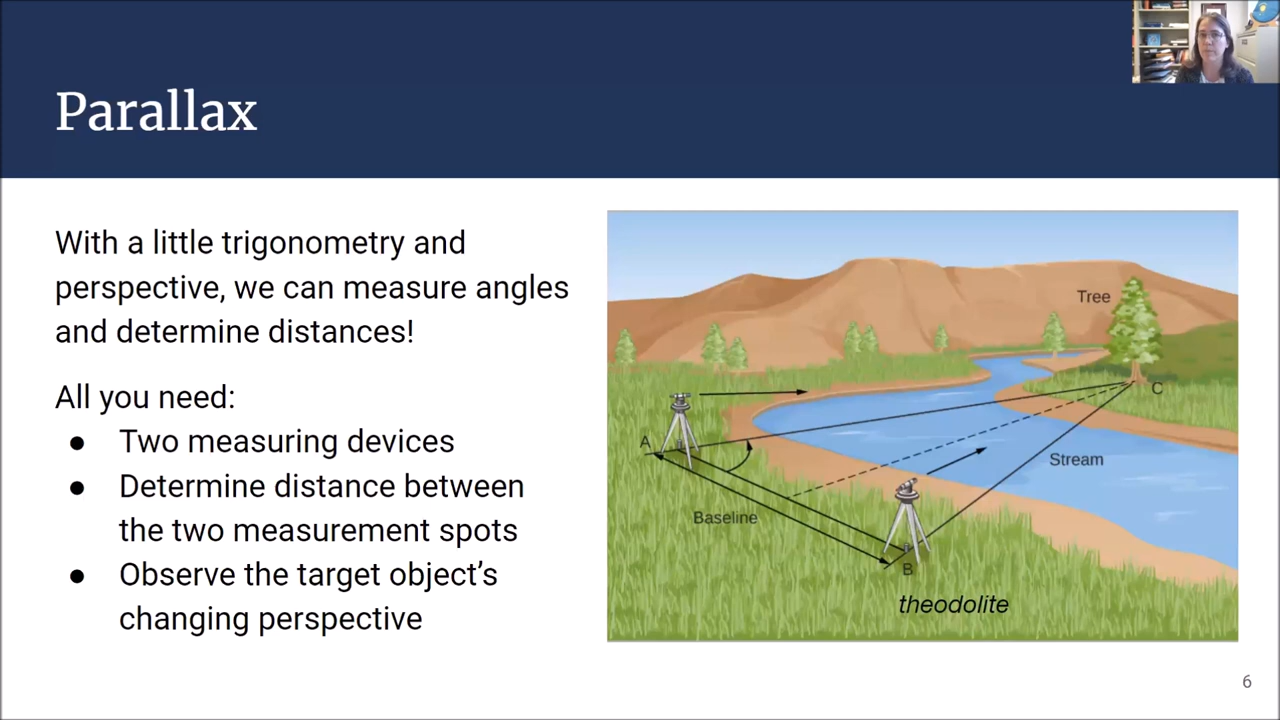 Parallax
With a little trigonometry and
perspective, we can measure angles
and determine distances!
All you need:
● Two measuring devices
● Determine distance between
the two measurement spots
● Observe the target object's
changing perspective
Tree
C
A
Stream
Baseline
B
theodolite
6